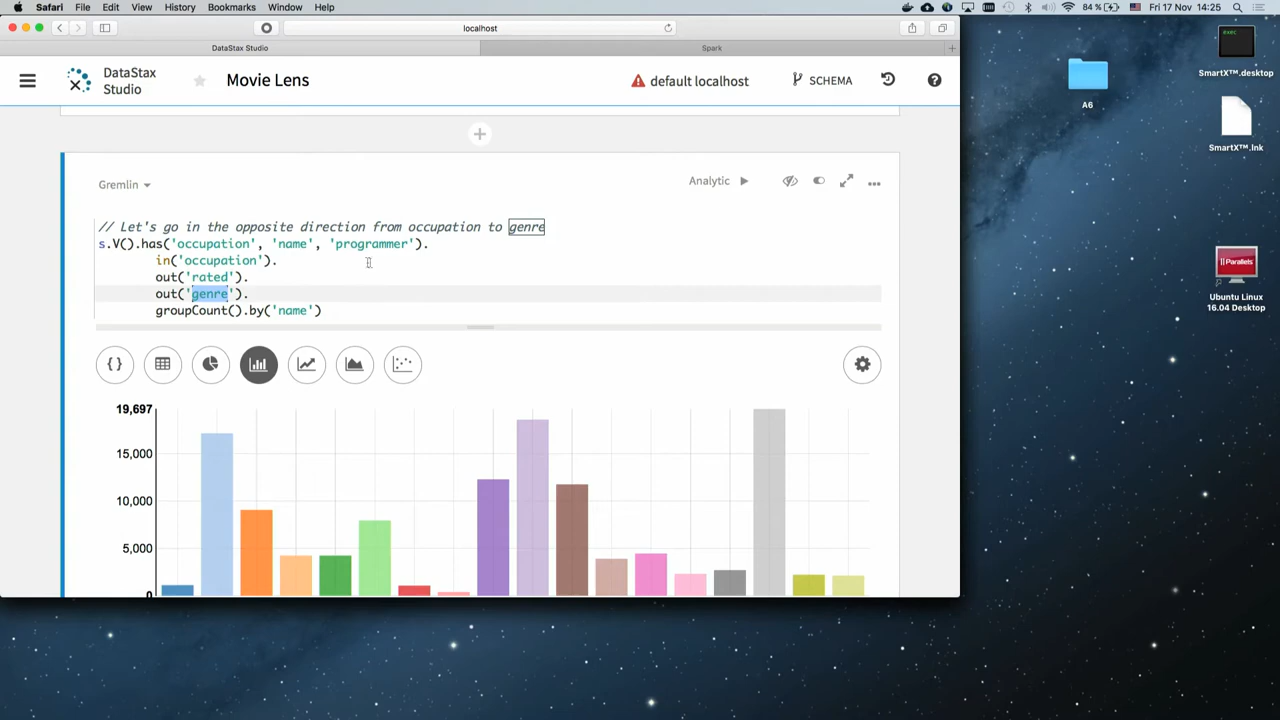 Safari File Edit View History Bookmarks Window Help 84 % Fri 17 Nov 14:25
localhost
DataStax Studio Spark
DataStax
Studio
Movie Lens
default localhost
SCHEMA
Gremlin
Analytic
// Let's go in the opposite direction from occupation to genre
s.V().has('occupation', 'name', 'programmer').
in('occupation').
out('rated').
out('genre').
groupCount().by('name')
19,697
15,000
10,000
5,000
0
A6
exec
SmartX™.desktop
SmartX™.lnk
Parallels
Ubuntu Linux
16.04 Desktop